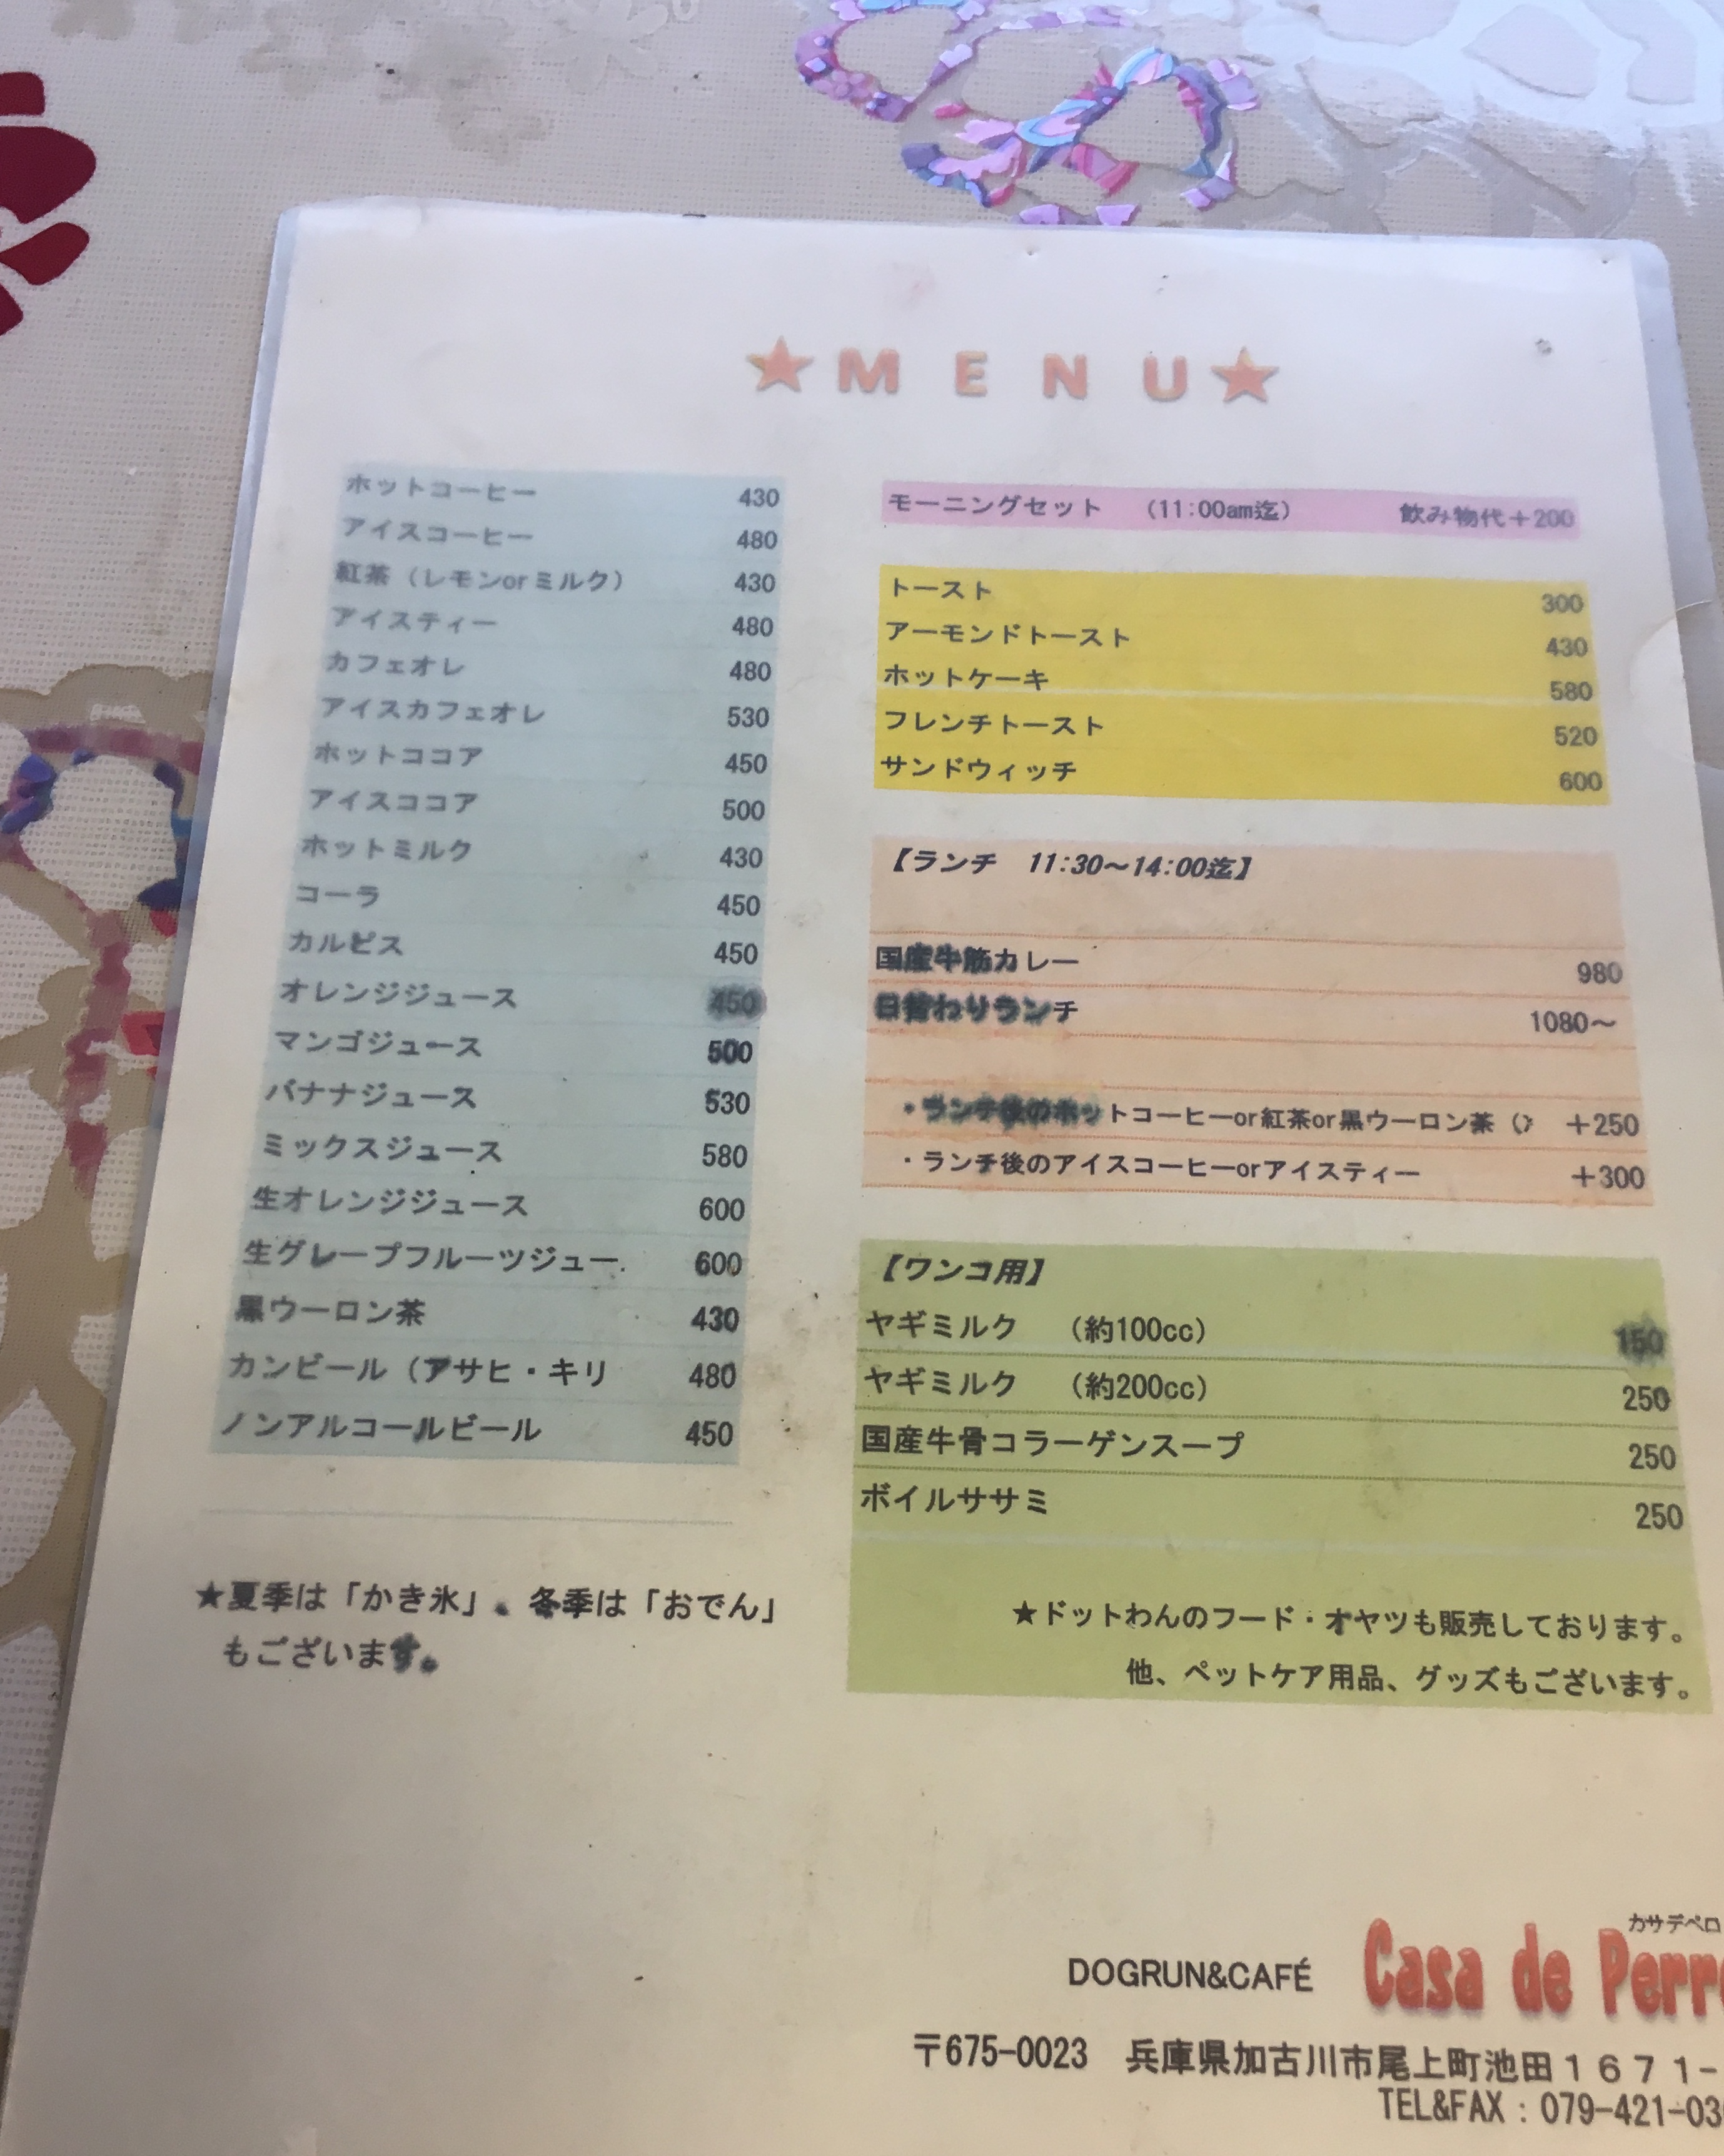 ★MENU★
ホットコーヒー 430
アイスコーヒー 480
紅茶（レモンorミルク） 430
アイスティー 480
カフェオレ 480
アイスカフェオレ 530
ホットココア 450
アイスココア 500
ホットミルク 430
コーラ 450
カルピス 450
オレンジジュース 450
マンゴジュース 500
バナナジュース 530
ミックスジュース 580
生オレンジジュース 600
生グレープフルーツジュー 600
黒ウーロン茶 430
カンビール（アサヒ・キリ 480
ノンアルコールビール 450
★夏季は「かき氷」。冬季は「おでん」
もございます。
モーニングセット （11:00am迄） 飲み物代＋200
トースト 300
アーモンドトースト 430
ホットケーキ 580
フレンチトースト 520
サンドウィッチ 600
【ランチ 11:30～14:00迄】
国産牛筋カレー 980
日替わりランチ 1080～
・ランチ後のホットコーヒーor紅茶or黒ウーロン茶（ ＋250
・ランチ後のアイスコーヒーorアイスティー ＋300
【ワンコ用】
ヤギミルク （約100cc） 150
ヤギミルク （約200cc） 250
国産牛骨コラーゲンスープ 250
ボイルササミ 250
★ドットわんのフード・オヤツも販売しております。
他、ペットケア用品、グッズもございます。
カサデペロ
DOGRUN&CAFÉ Casa de Perr
〒675-0023 兵庫県加古川市尾上町池田１６７１-
TEL&FAX：079-421-03